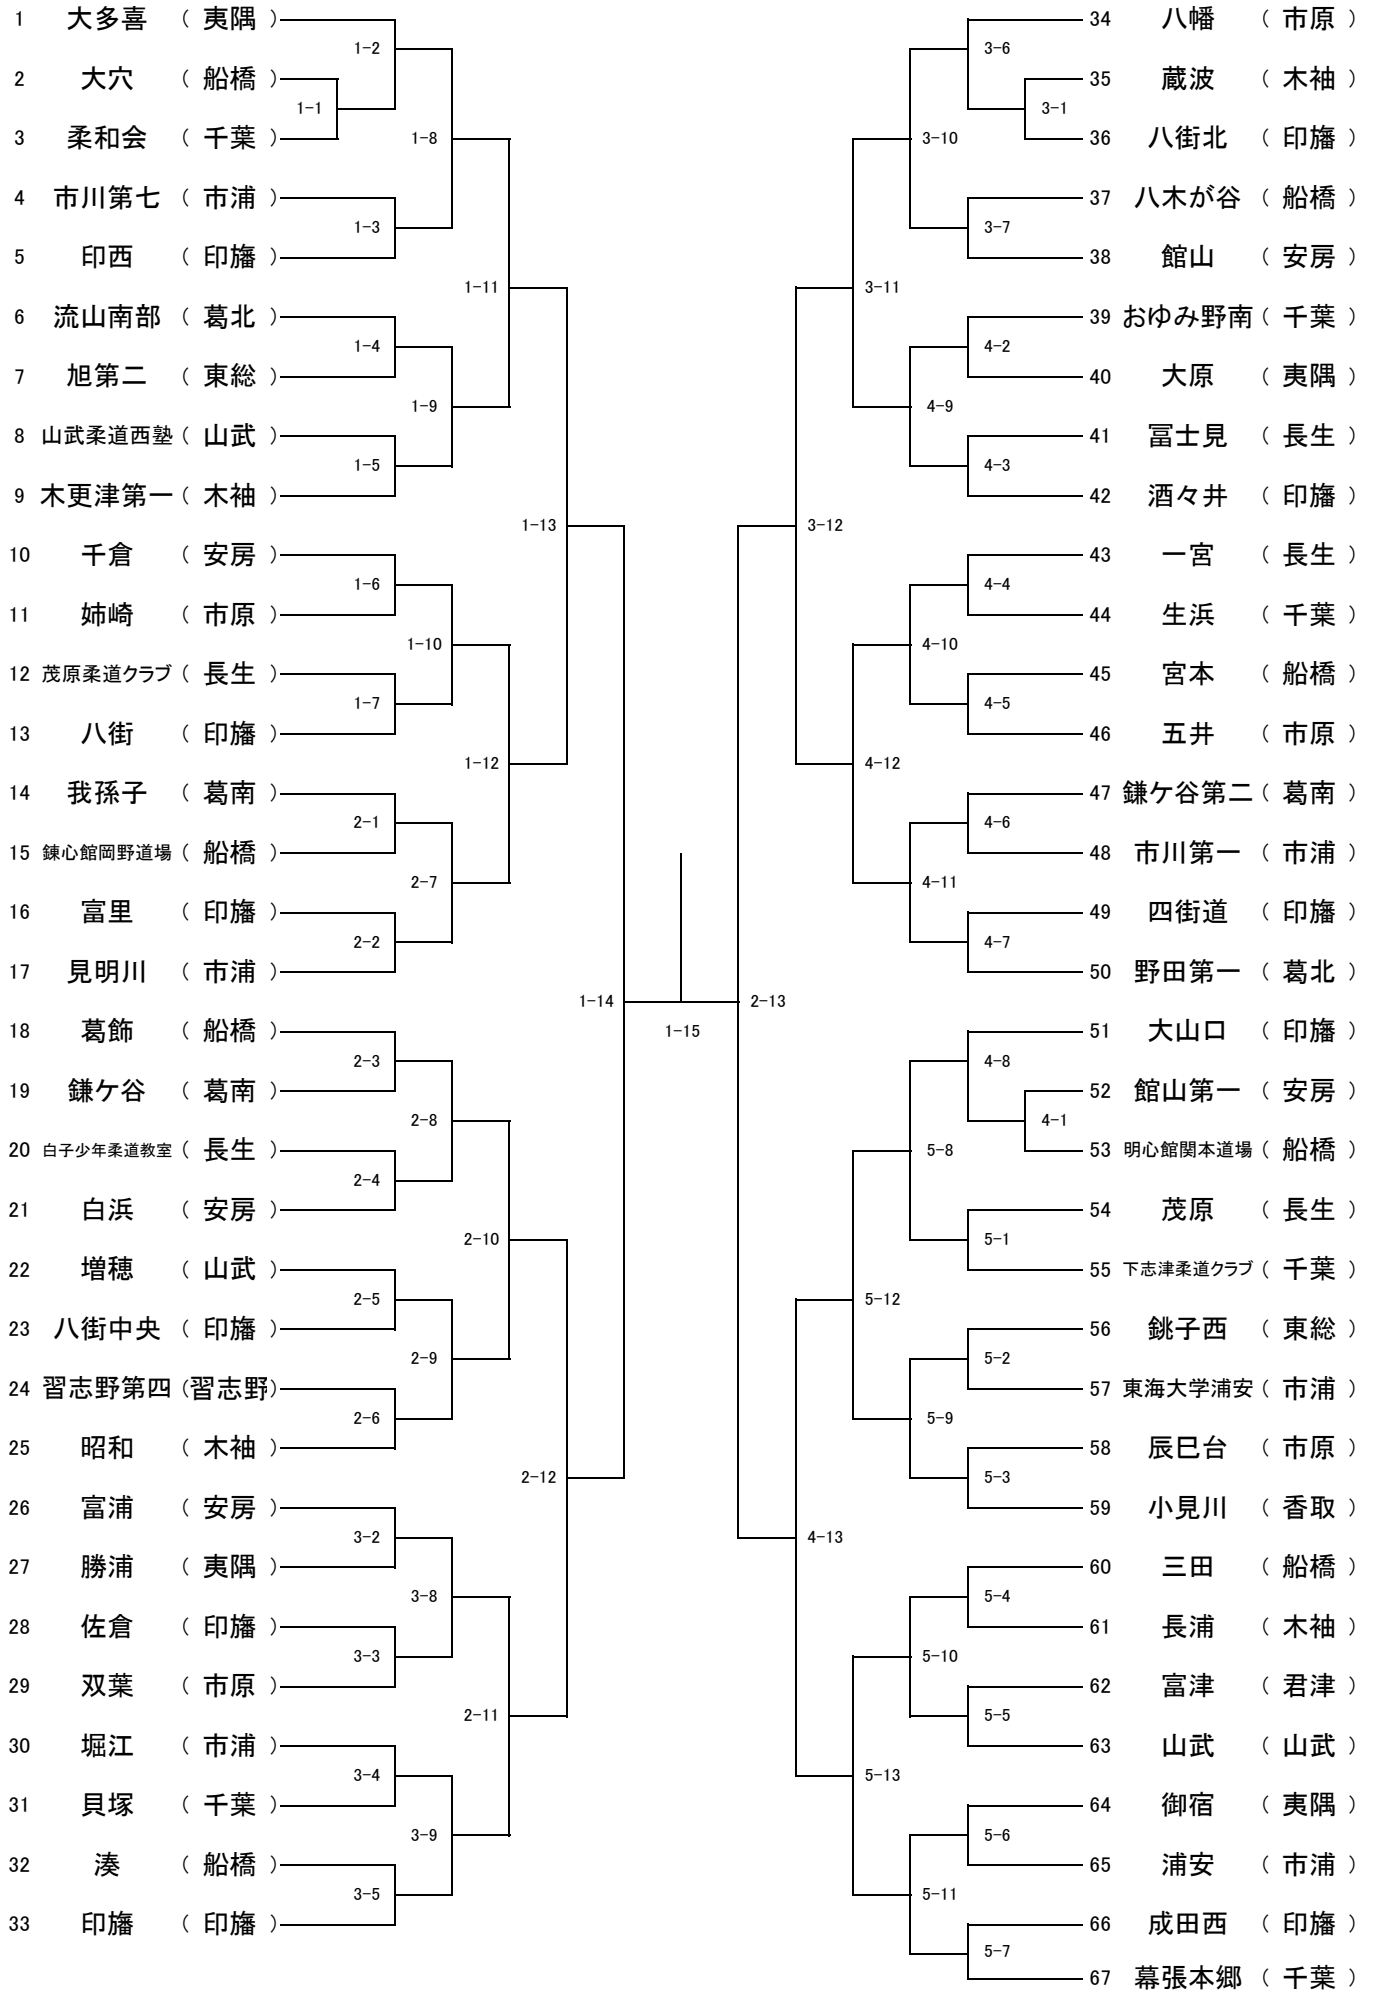 1 大多喜 （ 夷隅 ）
2 大穴 （ 船橋 ）
3 柔和会 （ 千葉 ）
4 市川第七 （ 市浦 ）
5 印西 （ 印旛 ）
6 流山南部 （ 葛北 ）
7 旭第二 （ 東総 ）
8 山武柔道西塾 （ 山武 ）
9 木更津第一 （ 木袖 ）
10 千倉 （ 安房 ）
11 姉崎 （ 市原 ）
12 茂原柔道クラブ （ 長生 ）
13 八街 （ 印旛 ）
14 我孫子 （ 葛南 ）
15 錬心館岡野道場 （ 船橋 ）
16 富里 （ 印旛 ）
17 見明川 （ 市浦 ）
18 葛飾 （ 船橋 ）
19 鎌ケ谷 （ 葛南 ）
20 白子少年柔道教室 （ 長生 ）
21 白浜 （ 安房 ）
22 増穂 （ 山武 ）
23 八街中央 （ 印旛 ）
24 習志野第四 （習志野）
25 昭和 （ 木袖 ）
26 富浦 （ 安房 ）
27 勝浦 （ 夷隅 ）
28 佐倉 （ 印旛 ）
29 双葉 （ 市原 ）
30 堀江 （ 市浦 ）
31 貝塚 （ 千葉 ）
32 湊 （ 船橋 ）
33 印旛 （ 印旛 ）
1-1
1-2
1-3
1-4
1-5
1-6
1-7
2-1
2-2
2-3
2-4
2-5
2-6
3-2
3-3
3-4
3-5
1-8
1-9
1-10
2-7
2-8
2-9
3-8
3-9
1-11
1-12
2-10
2-11
1-13
2-12
1-14
1-15
2-13
3-12
4-13
3-11
4-12
5-12
5-13
3-10
4-9
4-10
4-11
5-8
5-9
5-10
5-11
3-6
3-7
4-2
4-3
4-4
4-5
4-6
4-7
4-8
5-1
5-2
5-3
5-4
5-5
5-6
5-7
3-1
4-1
34 八幡 （ 市原 ）
35 蔵波 （ 木袖 ）
36 八街北 （ 印旛 ）
37 八木が谷 （ 船橋 ）
38 館山 （ 安房 ）
39 おゆみ野南 （ 千葉 ）
40 大原 （ 夷隅 ）
41 冨士見 （ 長生 ）
42 酒々井 （ 印旛 ）
43 一宮 （ 長生 ）
44 生浜 （ 千葉 ）
45 宮本 （ 船橋 ）
46 五井 （ 市原 ）
47 鎌ケ谷第二 （ 葛南 ）
48 市川第一 （ 市浦 ）
49 四街道 （ 印旛 ）
50 野田第一 （ 葛北 ）
51 大山口 （ 印旛 ）
52 館山第一 （ 安房 ）
53 明心館関本道場 （ 船橋 ）
54 茂原 （ 長生 ）
55 下志津柔道クラブ （ 千葉 ）
56 銚子西 （ 東総 ）
57 東海大学浦安 （ 市浦 ）
58 辰巳台 （ 市原 ）
59 小見川 （ 香取 ）
60 三田 （ 船橋 ）
61 長浦 （ 木袖 ）
62 富津 （ 君津 ）
63 山武 （ 山武 ）
64 御宿 （ 夷隅 ）
65 浦安 （ 市浦 ）
66 成田西 （ 印旛 ）
67 幕張本郷 （ 千葉 ）